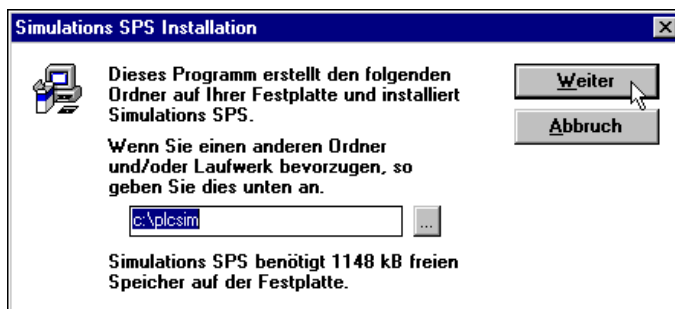 Simulations SPS Installation
Dieses Programm erstellt den folgenden
Ordner auf Ihrer Festplatte und installiert
Simulations SPS.
Wenn Sie einen anderen Ordner
und/oder Laufwerk bevorzugen, so
geben Sie dies unten an.
c:\plcsim
...
Simulations SPS benötigt 1148 kB freien
Speicher auf der Festplatte.
Weiter
Abbruch